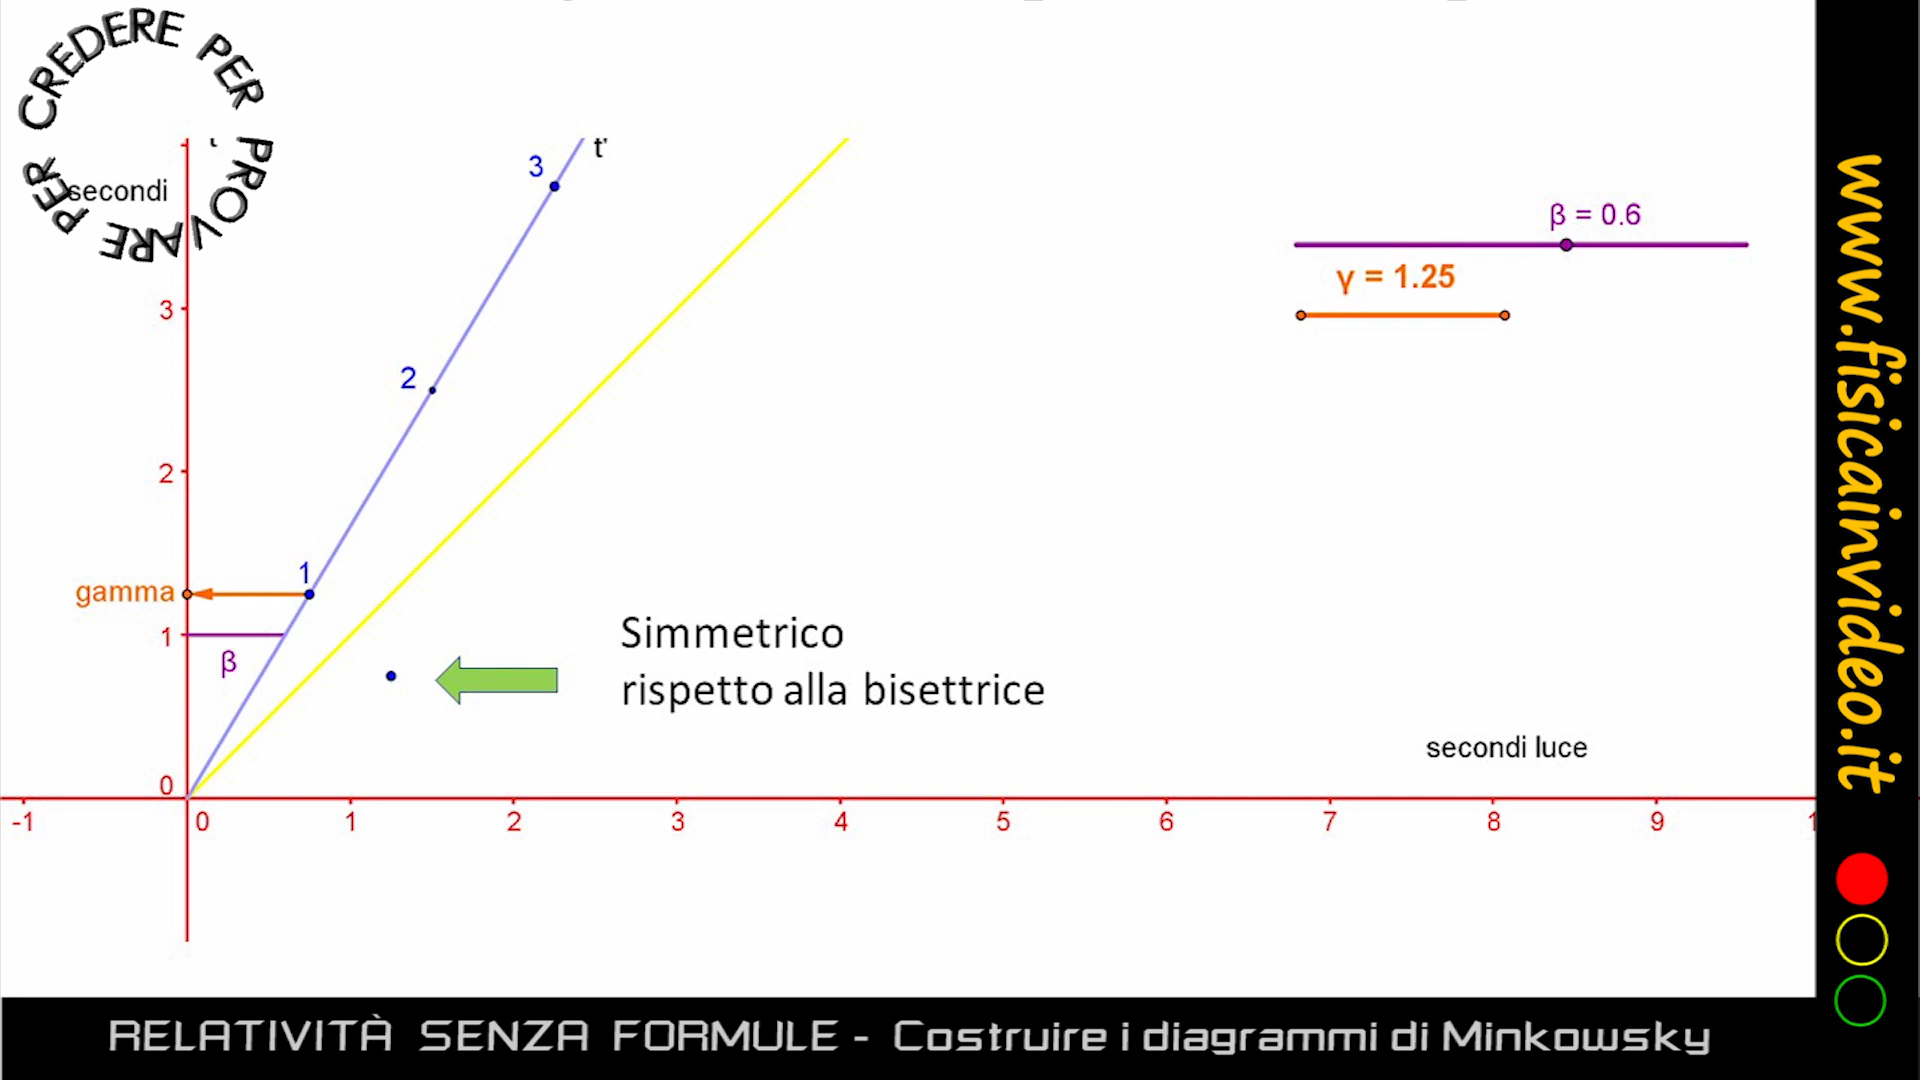 CREDERE PER PROVARE PER
secondi
t'
3
2
1
gamma
β
3
2
1
0
β = 0.6
γ = 1.25
Simmetrico
rispetto alla bisettrice
secondi luce
-1 0 1 2 3 4 5 6 7 8 9
www.fisicainvideo.it
RELATIVITÀ SENZA FORMULE - Costruire i diagrammi di Minkowsky